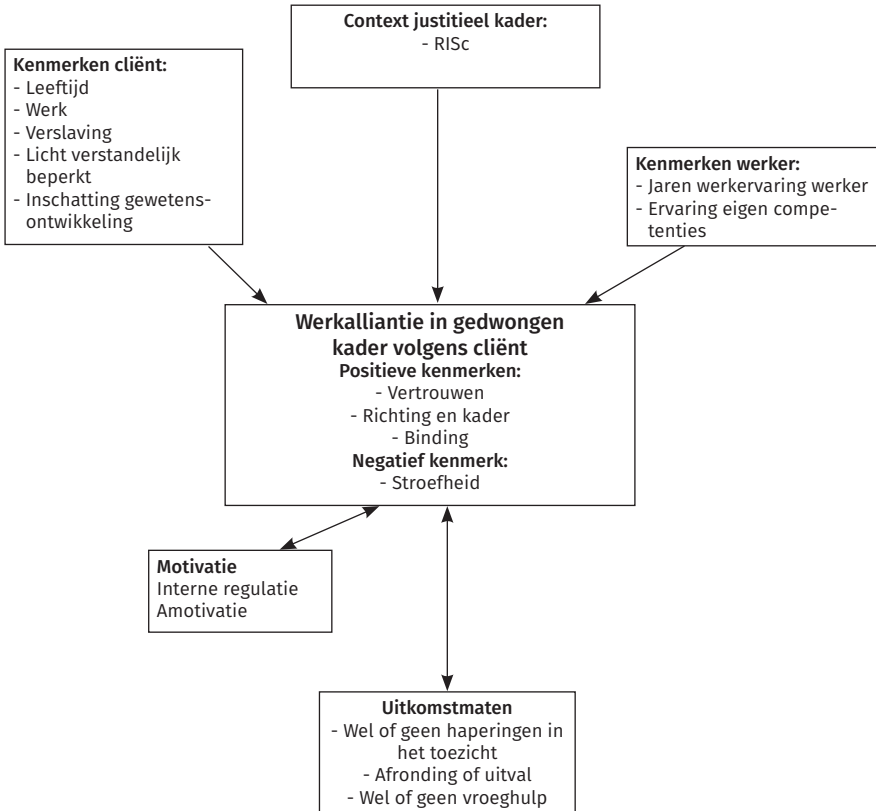 Context justitieel kader:
- RISc
Kenmerken cliënt:
- Leeftijd
- Werk
- Verslaving
- Licht verstandelijk
beperkt
- Inschatting gewetens-
ontwikkeling
Kenmerken werker:
- Jaren werkervaring werker
- Ervaring eigen compe-
tenties
Werkalliantie in gedwongen
kader volgens cliënt
Positieve kenmerken:
- Vertrouwen
- Richting en kader
- Binding
Negatief kenmerk:
- Stroefheid
Motivatie
Interne regulatie
Amotivatie
Uitkomstmaten
- Wel of geen haperingen in
het toezicht
- Afronding of uitval
- Wel of geen vroeghulp